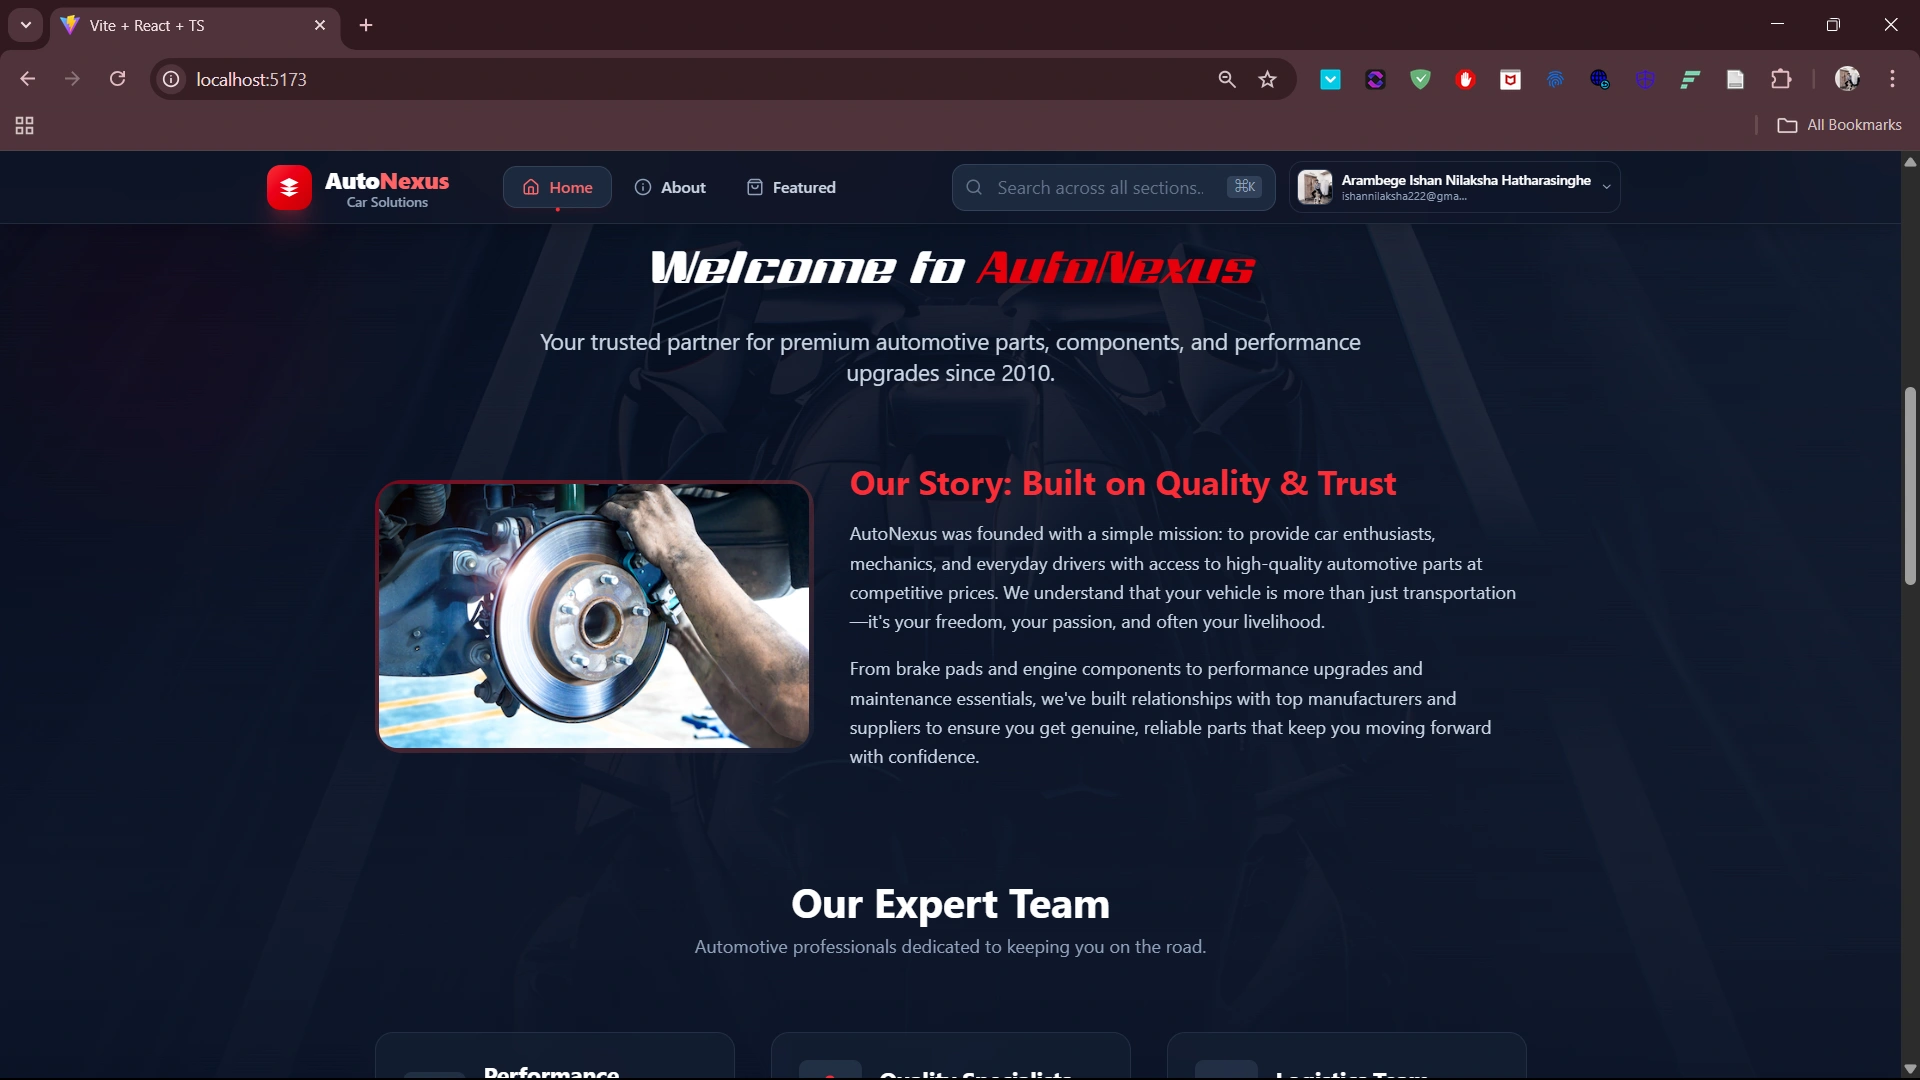 Vite + React + TS
localhost:5173
All Bookmarks
AutoNexus
Car Solutions
Home
About
Featured
Search across all sections..
⌘K
Arambege Ishan Nilaksha Hatharasinghe
ishannilaksha222@gma...
Welcome to AutoNexus
Your trusted partner for premium automotive parts, components, and performance
upgrades since 2010.
Our Story: Built on Quality & Trust
AutoNexus was founded with a simple mission: to provide car enthusiasts,
mechanics, and everyday drivers with access to high-quality automotive parts at
competitive prices. We understand that your vehicle is more than just transportation
—it's your freedom, your passion, and often your livelihood.
From brake pads and engine components to performance upgrades and
maintenance essentials, we've built relationships with top manufacturers and
suppliers to ensure you get genuine, reliable parts that keep you moving forward
with confidence.
Our Expert Team
Automotive professionals dedicated to keeping you on the road.
Performance
Quality Specialists
Logistics Team